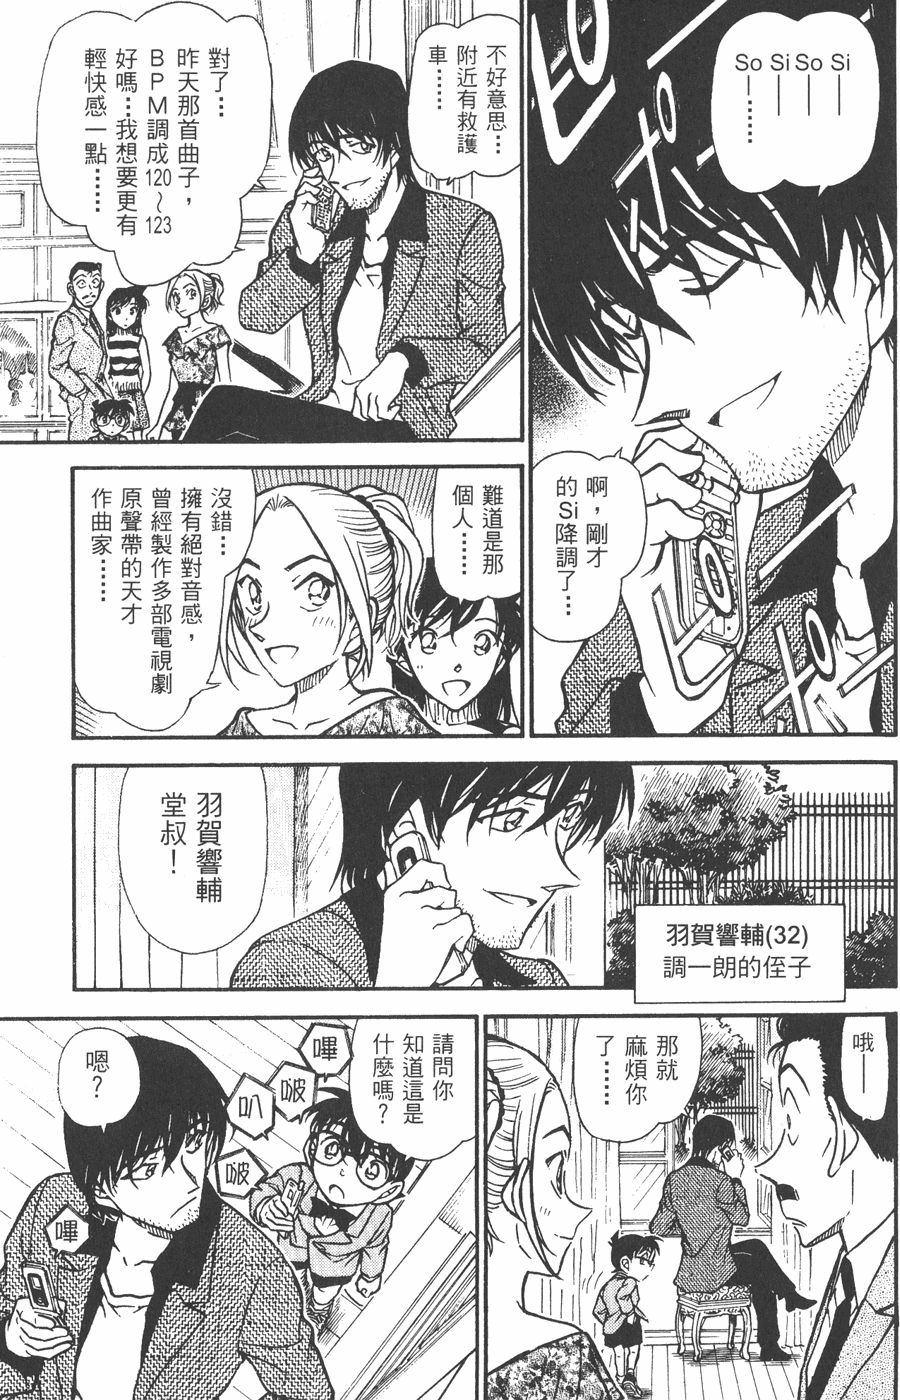 So Si So Si
— — — —
……
ピポ
ピポ
ピポ
啊，剛才
的Si降調了…
不好意思…
附近有救護
車……
對了…
昨天那首曲子，
BPM調成120～123
好嗎…我想要更有
輕快感一點……
難道是那
個人……
沒錯…
擁有絕對音感，
曾經製作多部電視劇
原聲帶的天才
作曲家……
羽賀響輔(32)
調一朗的侄子
羽賀響輔
堂叔！
哦—
那就
麻煩你
了……
請問你
知道這是
什麼嗎？
嗶
啵
叭
啵
嗶
嗯？